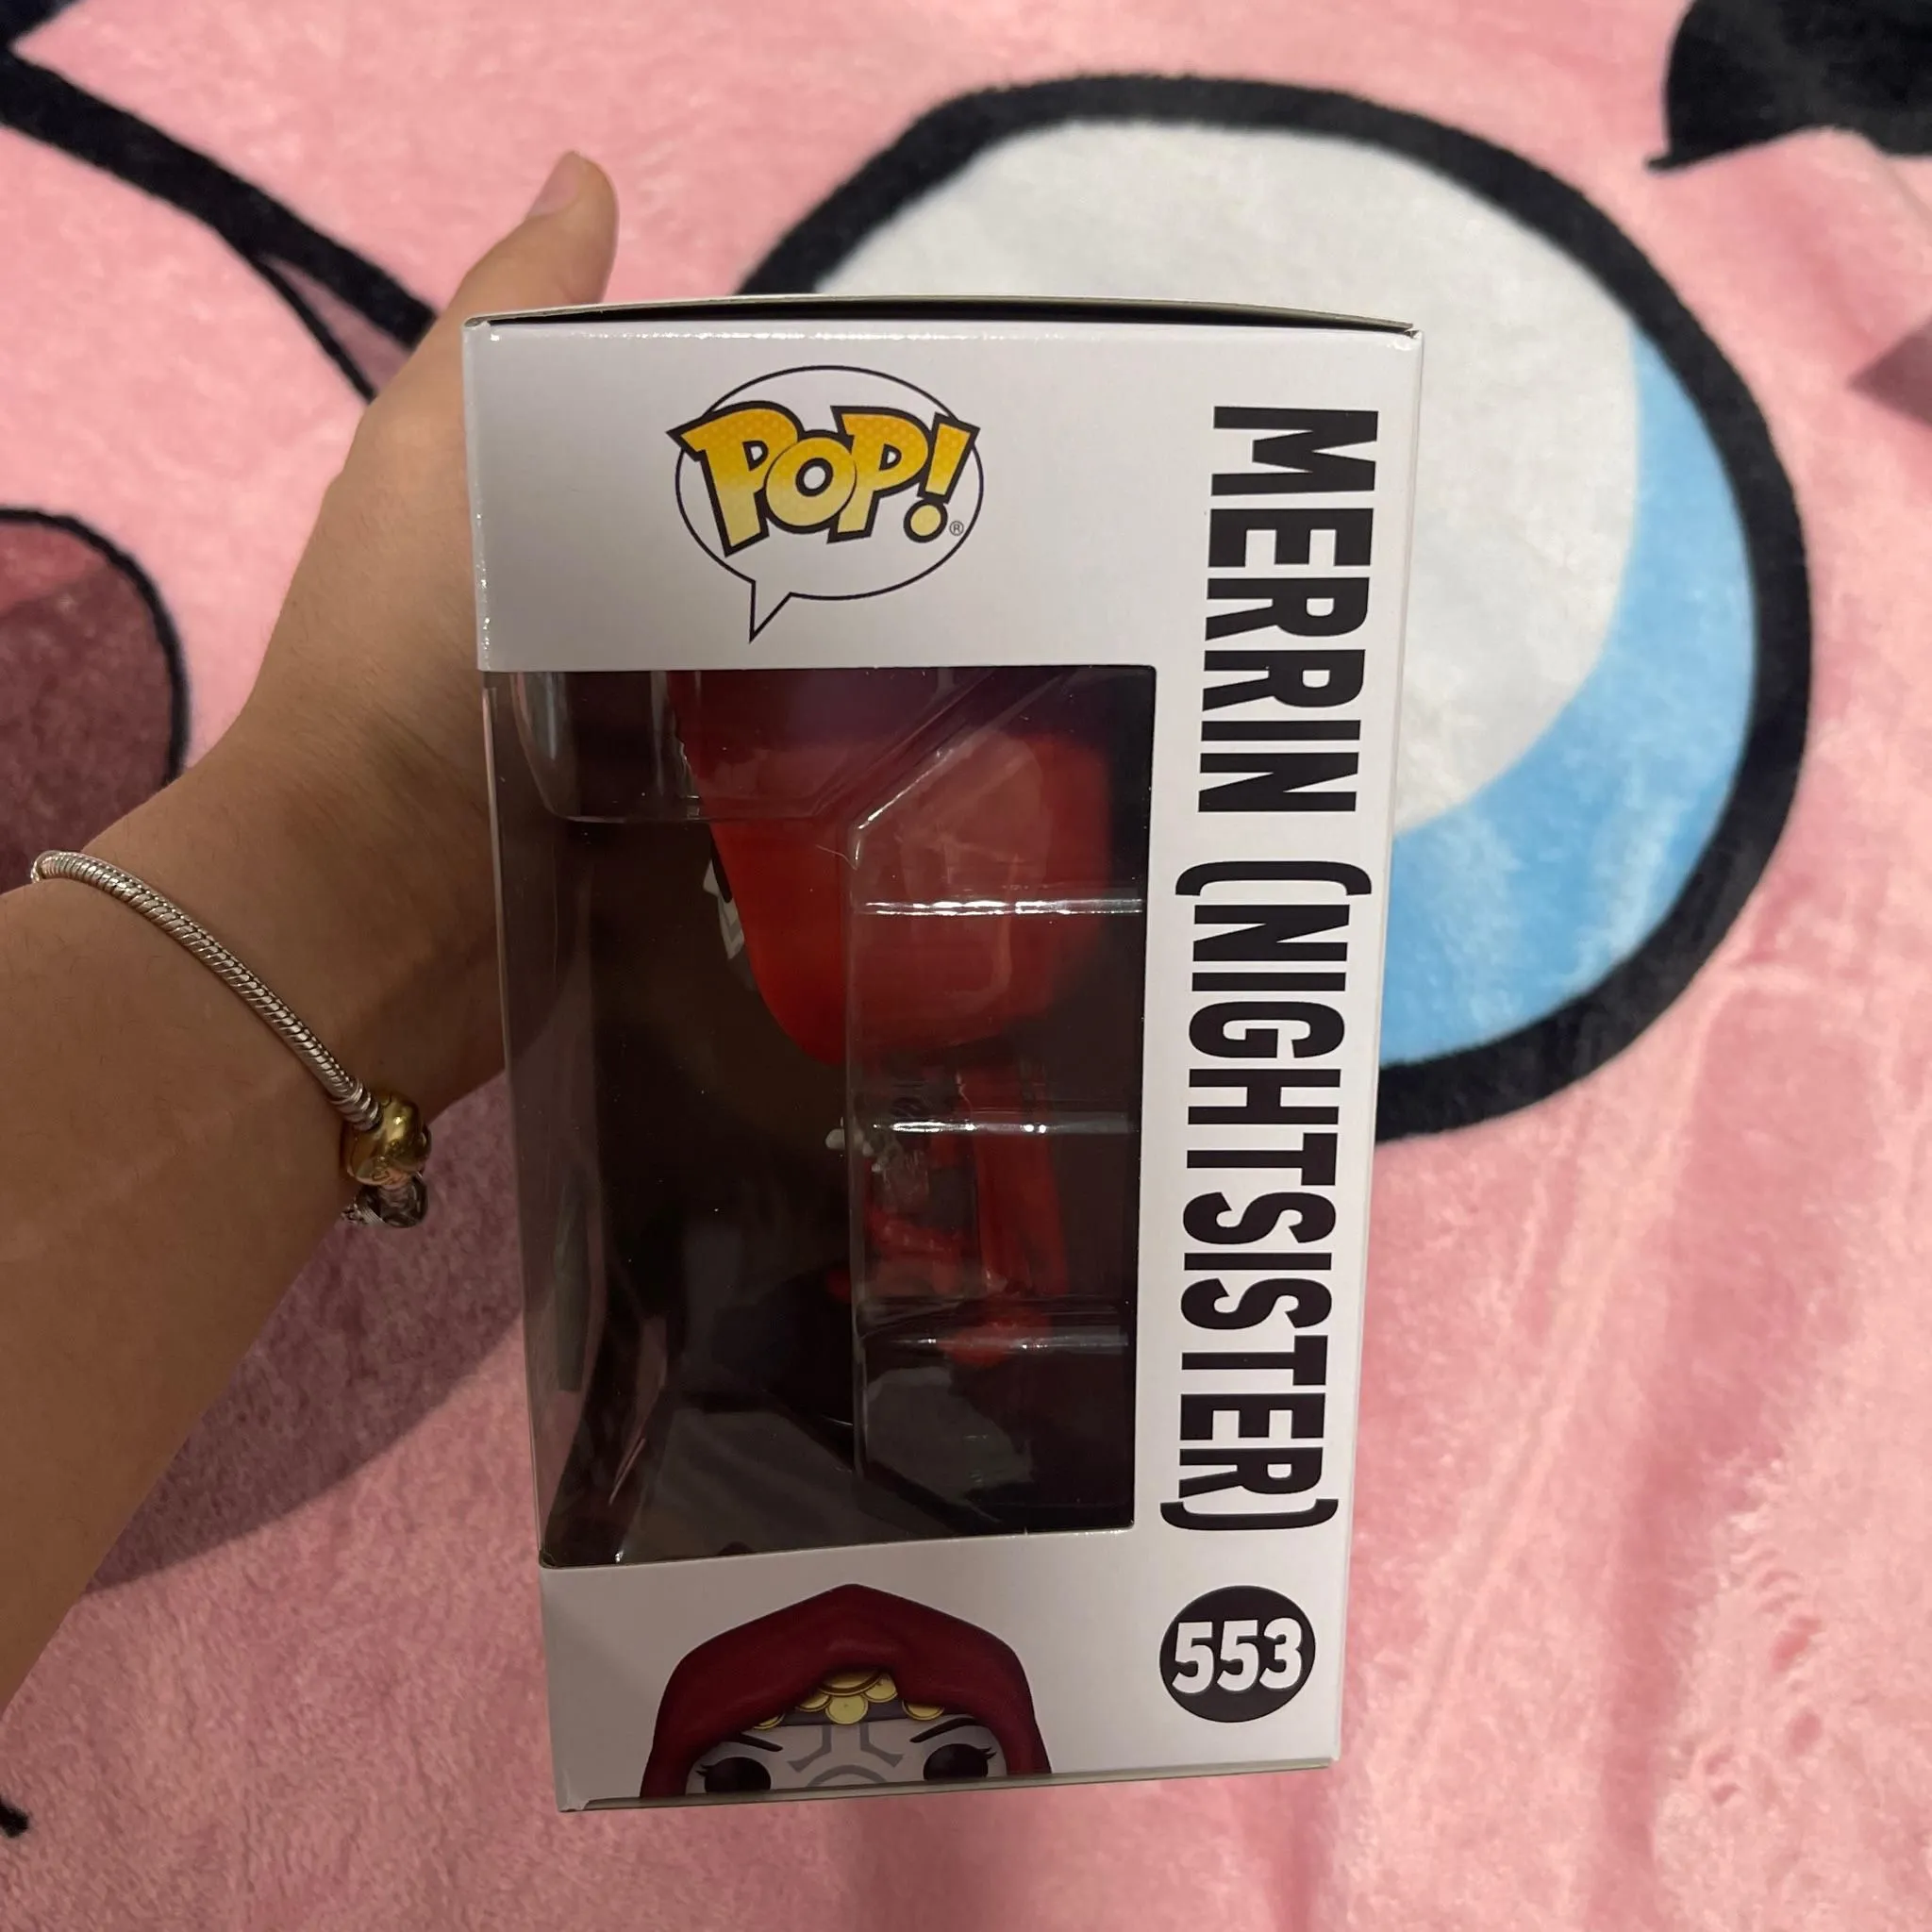 POP!
®
MERRIN (NIGHTSISTER)
553